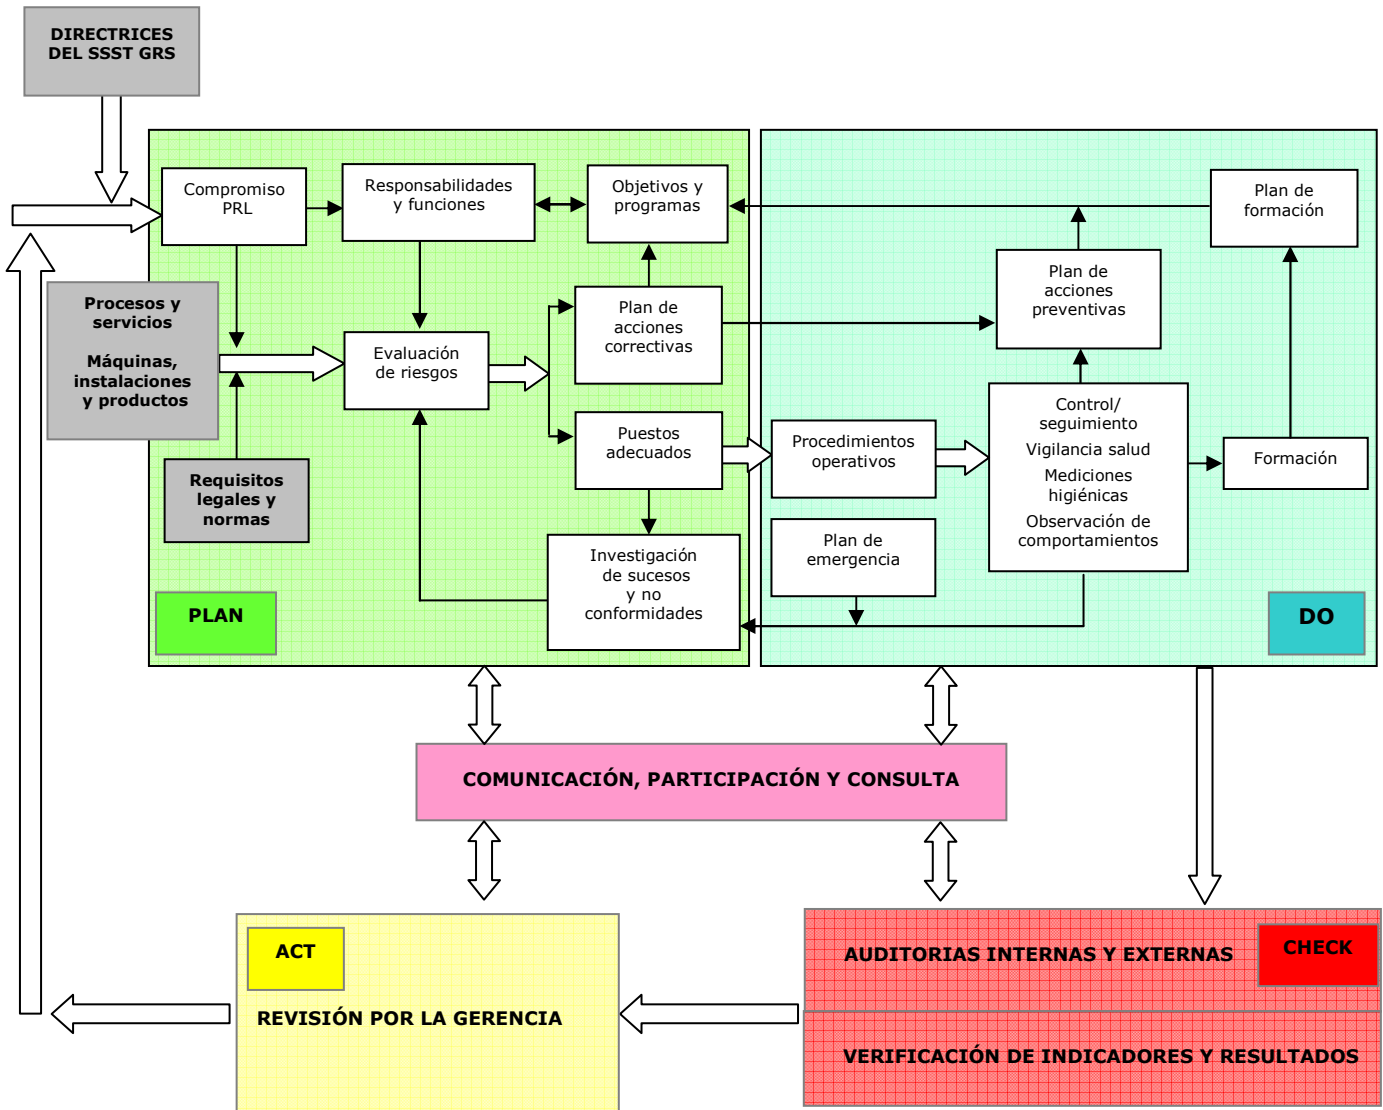 DIRECTRICES
DEL SSST GRS
Compromiso
PRL
Responsabilidades
y funciones
Objetivos y
programas
Plan de
formación
Procesos y
servicios
Máquinas,
instalaciones
y productos
Evaluación
de riesgos
Plan de
acciones
correctivas
Plan de
acciones
preventivas
Puestos
adecuados
Procedimientos
operativos
Control/
seguimiento
Vigilancia salud
Mediciones
higiénicas
Observación de
comportamientos
Formación
Requisitos
legales y
normas
Investigación
de sucesos
y no
conformidades
Plan de
emergencia
PLAN
DO
COMUNICACIÓN, PARTICIPACIÓN Y CONSULTA
ACT
REVISIÓN POR LA GERENCIA
AUDITORIAS INTERNAS Y EXTERNAS
CHECK
VERIFICACIÓN DE INDICADORES Y RESULTADOS